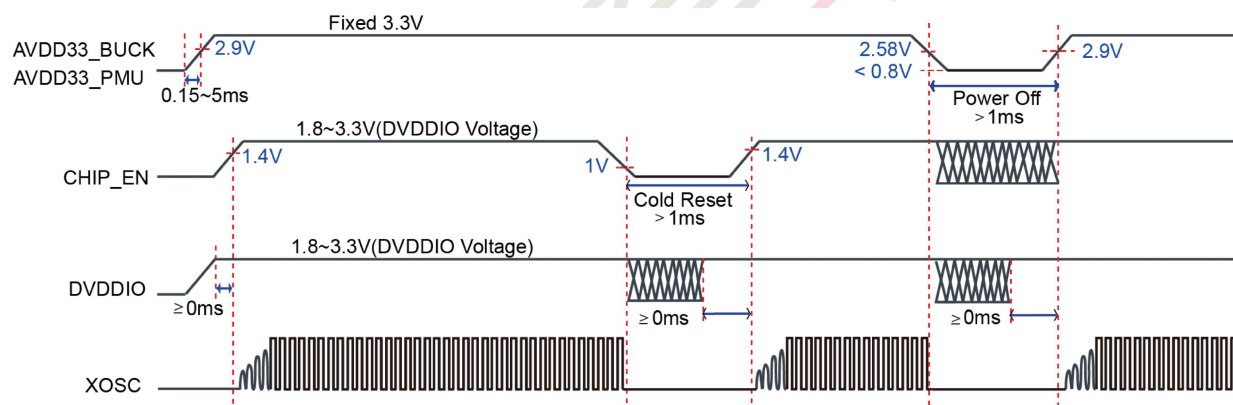 Fixed 3.3V
AVDD33_BUCK
2.9V
2.58V
2.9V
AVDD33_PMU
< 0.8V
0.15~5ms
Power Off
>1ms
1.8~3.3V(DVDDIO Voltage)
1.4V
1V
1.4V
CHIP_EN
Cold Reset
>1ms
1.8~3.3V(DVDDIO Voltage)
DVDDIO
≥0ms
≥0ms
≥0ms
XOSC